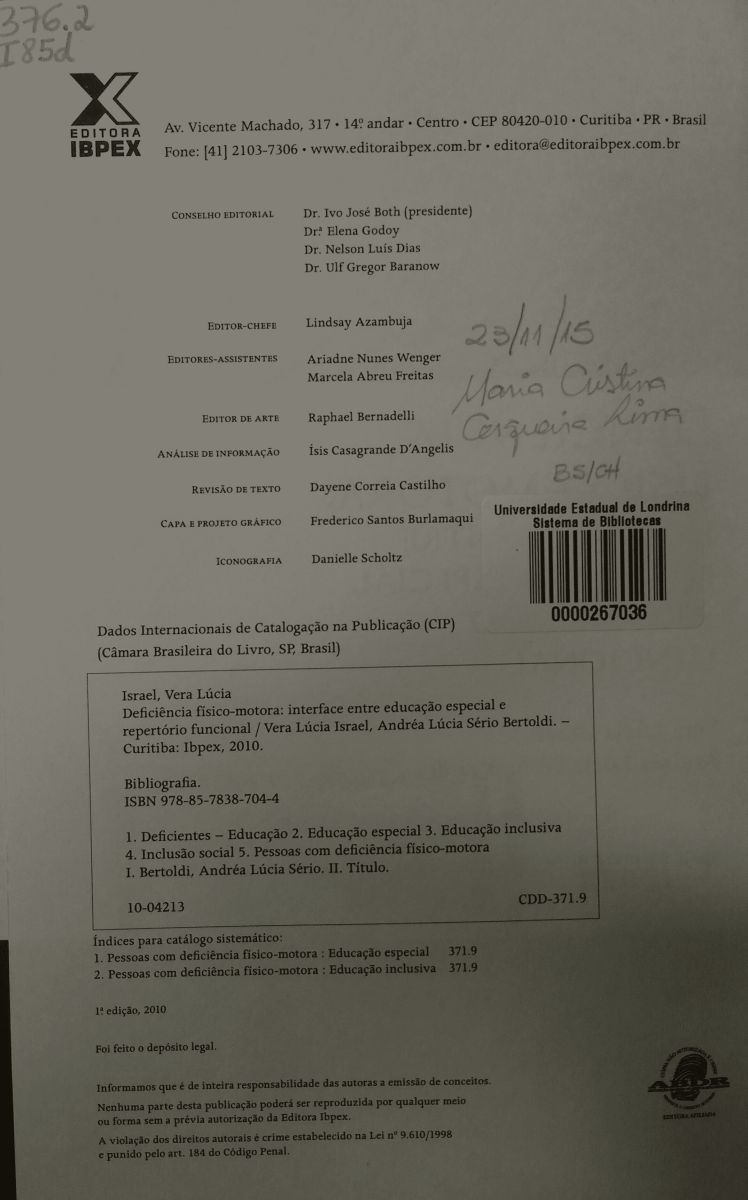 376.2
I85d
EDITORA
IBPEX
Av. Vicente Machado, 317 • 14º andar • Centro • CEP 80420-010 • Curitiba • PR • Brasil
Fone: [41] 2103-7306 • www.editoraibpex.com.br • editora@editoraibpex.com.br
CONSELHO EDITORIAL Dr. Ivo José Both (presidente)
Drª Elena Godoy
Dr. Nelson Luís Dias
Dr. Ulf Gregor Baranow
EDITOR-CHEFE Lindsay Azambuja
EDITORES-ASSISTENTES Ariadne Nunes Wenger
Marcela Abreu Freitas
EDITOR DE ARTE Raphael Bernadelli
ANÁLISE DE INFORMAÇÃO Ísis Casagrande D'Angelis
REVISÃO DE TEXTO Dayene Correia Castilho
CAPA E PROJETO GRÁFICO Frederico Santos Burlamaqui
ICONOGRAFIA Danielle Scholtz
23/11/15
Maria Cristina
Cerqueira Lima
BS/CH
Universidade Estadual de Londrina
Sistema de Bibliotecas
0000267036
Dados Internacionais de Catalogação na Publicação (CIP)
(Câmara Brasileira do Livro, SP, Brasil)
Israel, Vera Lúcia
Deficiência físico-motora: interface entre educação especial e
repertório funcional / Vera Lúcia Israel, Andréa Lúcia Sério Bertoldi. –
Curitiba: Ibpex, 2010.
Bibliografia.
ISBN 978-85-7838-704-4
1. Deficientes – Educação 2. Educação especial 3. Educação inclusiva
4. Inclusão social 5. Pessoas com deficiência físico-motora
I. Bertoldi, Andréa Lúcia Sério. II. Título.
10-04213 CDD-371.9
Índices para catálogo sistemático:
1. Pessoas com deficiência físico-motora : Educação especial 371.9
2. Pessoas com deficiência físico-motora : Educação inclusiva 371.9
1ª edição, 2010
Foi feito o depósito legal.
Informamos que é de inteira responsabilidade das autoras a emissão de conceitos.
Nenhuma parte desta publicação poderá ser reproduzida por qualquer meio
ou forma sem a prévia autorização da Editora Ibpex.
A violação dos direitos autorais é crime estabelecido na Lei nº 9.610/1998
e punido pelo art. 184 do Código Penal.
ABDR
EDITORA AFILIADA